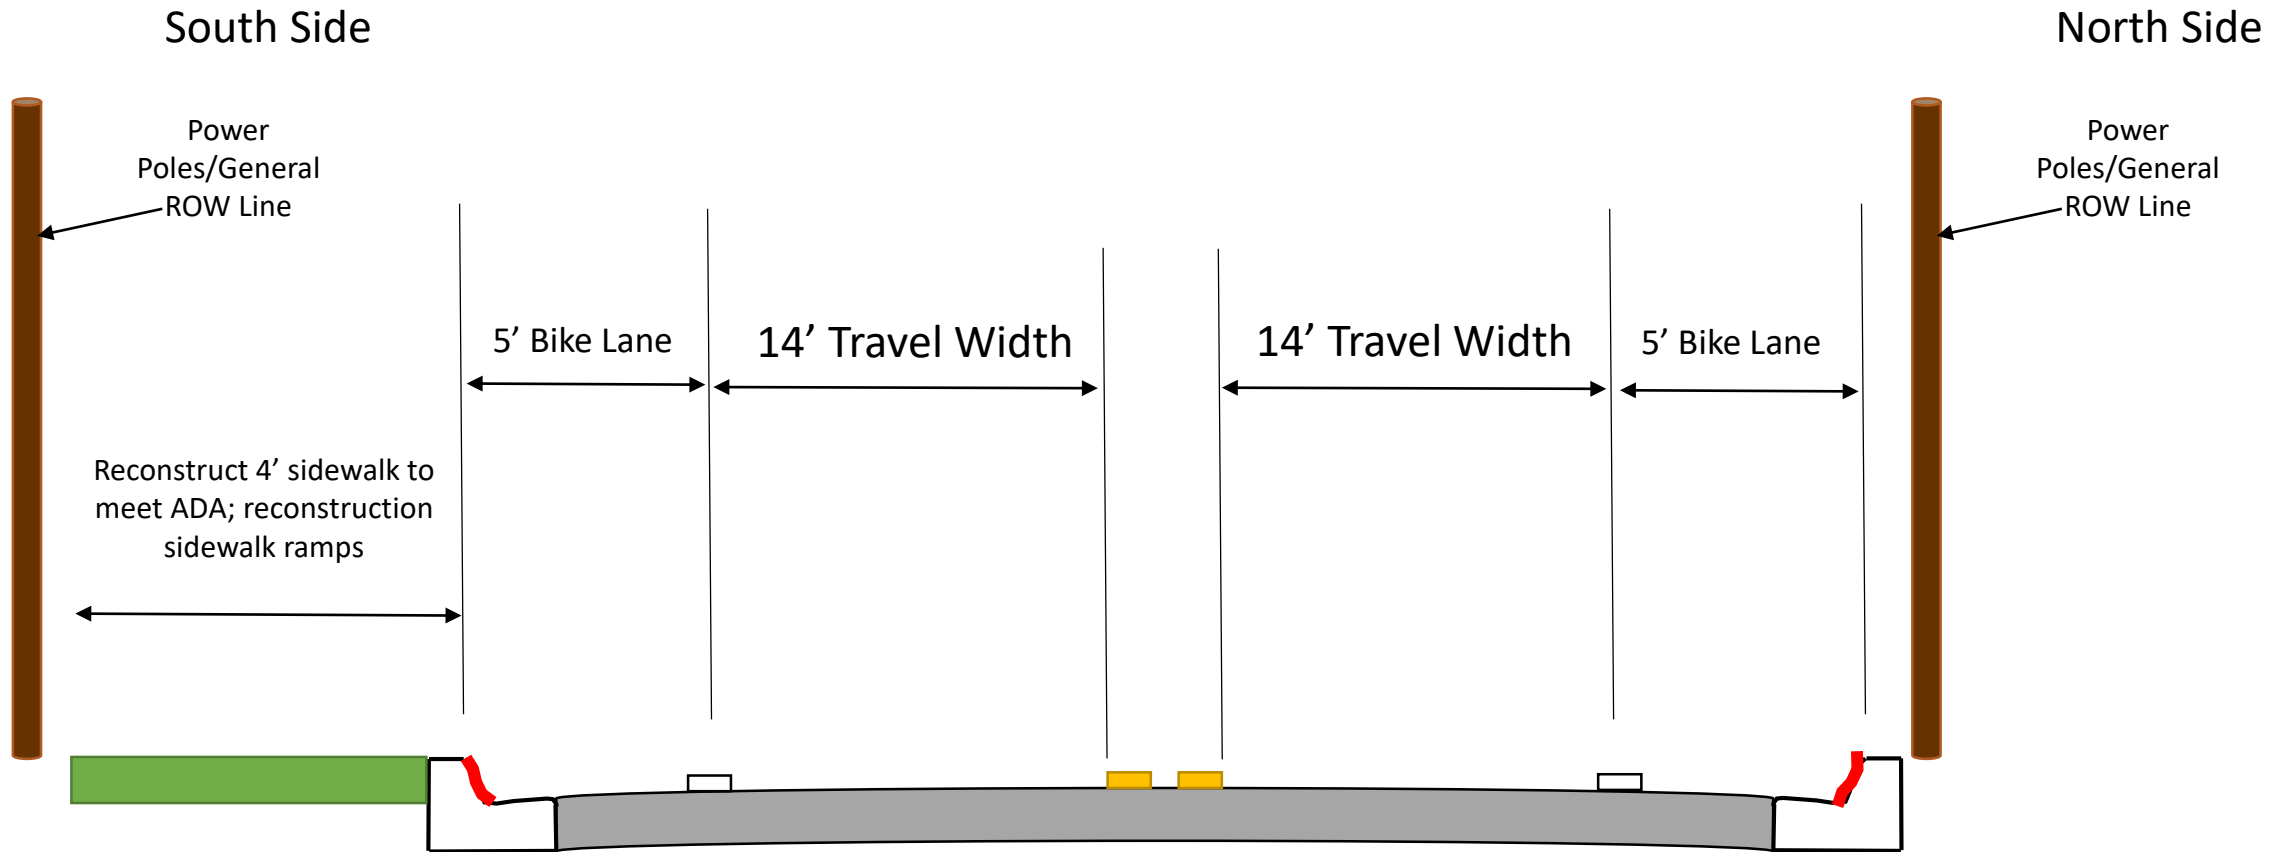 South Side
North Side
Power
Poles/General
ROW Line
Power
Poles/General
ROW Line
5’ Bike Lane
14’ Travel Width
14’ Travel Width
5’ Bike Lane
Reconstruct 4’ sidewalk to
meet ADA; reconstruction
sidewalk ramps